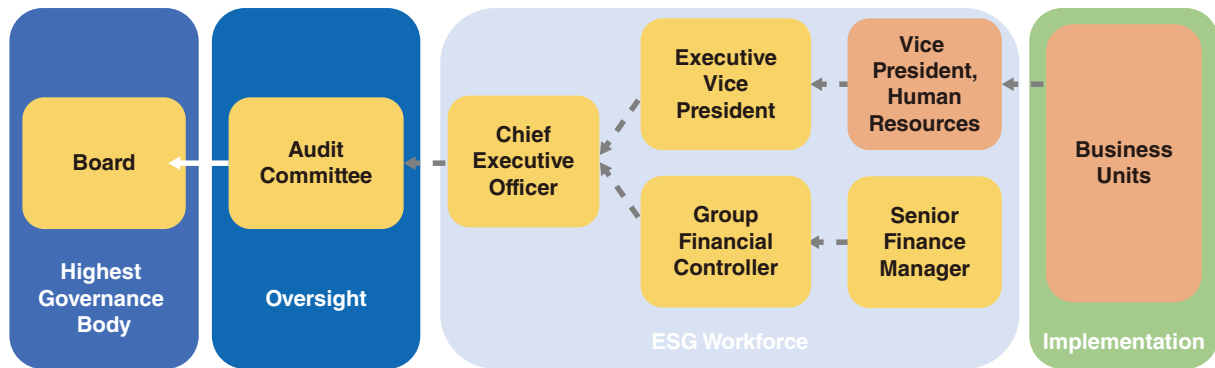 Board
Highest
Governance
Body
Audit
Committee
Oversight
Chief
Executive
Officer
Executive
Vice
President
Vice
President,
Human
Resources
Group
Financial
Controller
Senior
Finance
Manager
ESG Workforce
Business
Units
Implementation